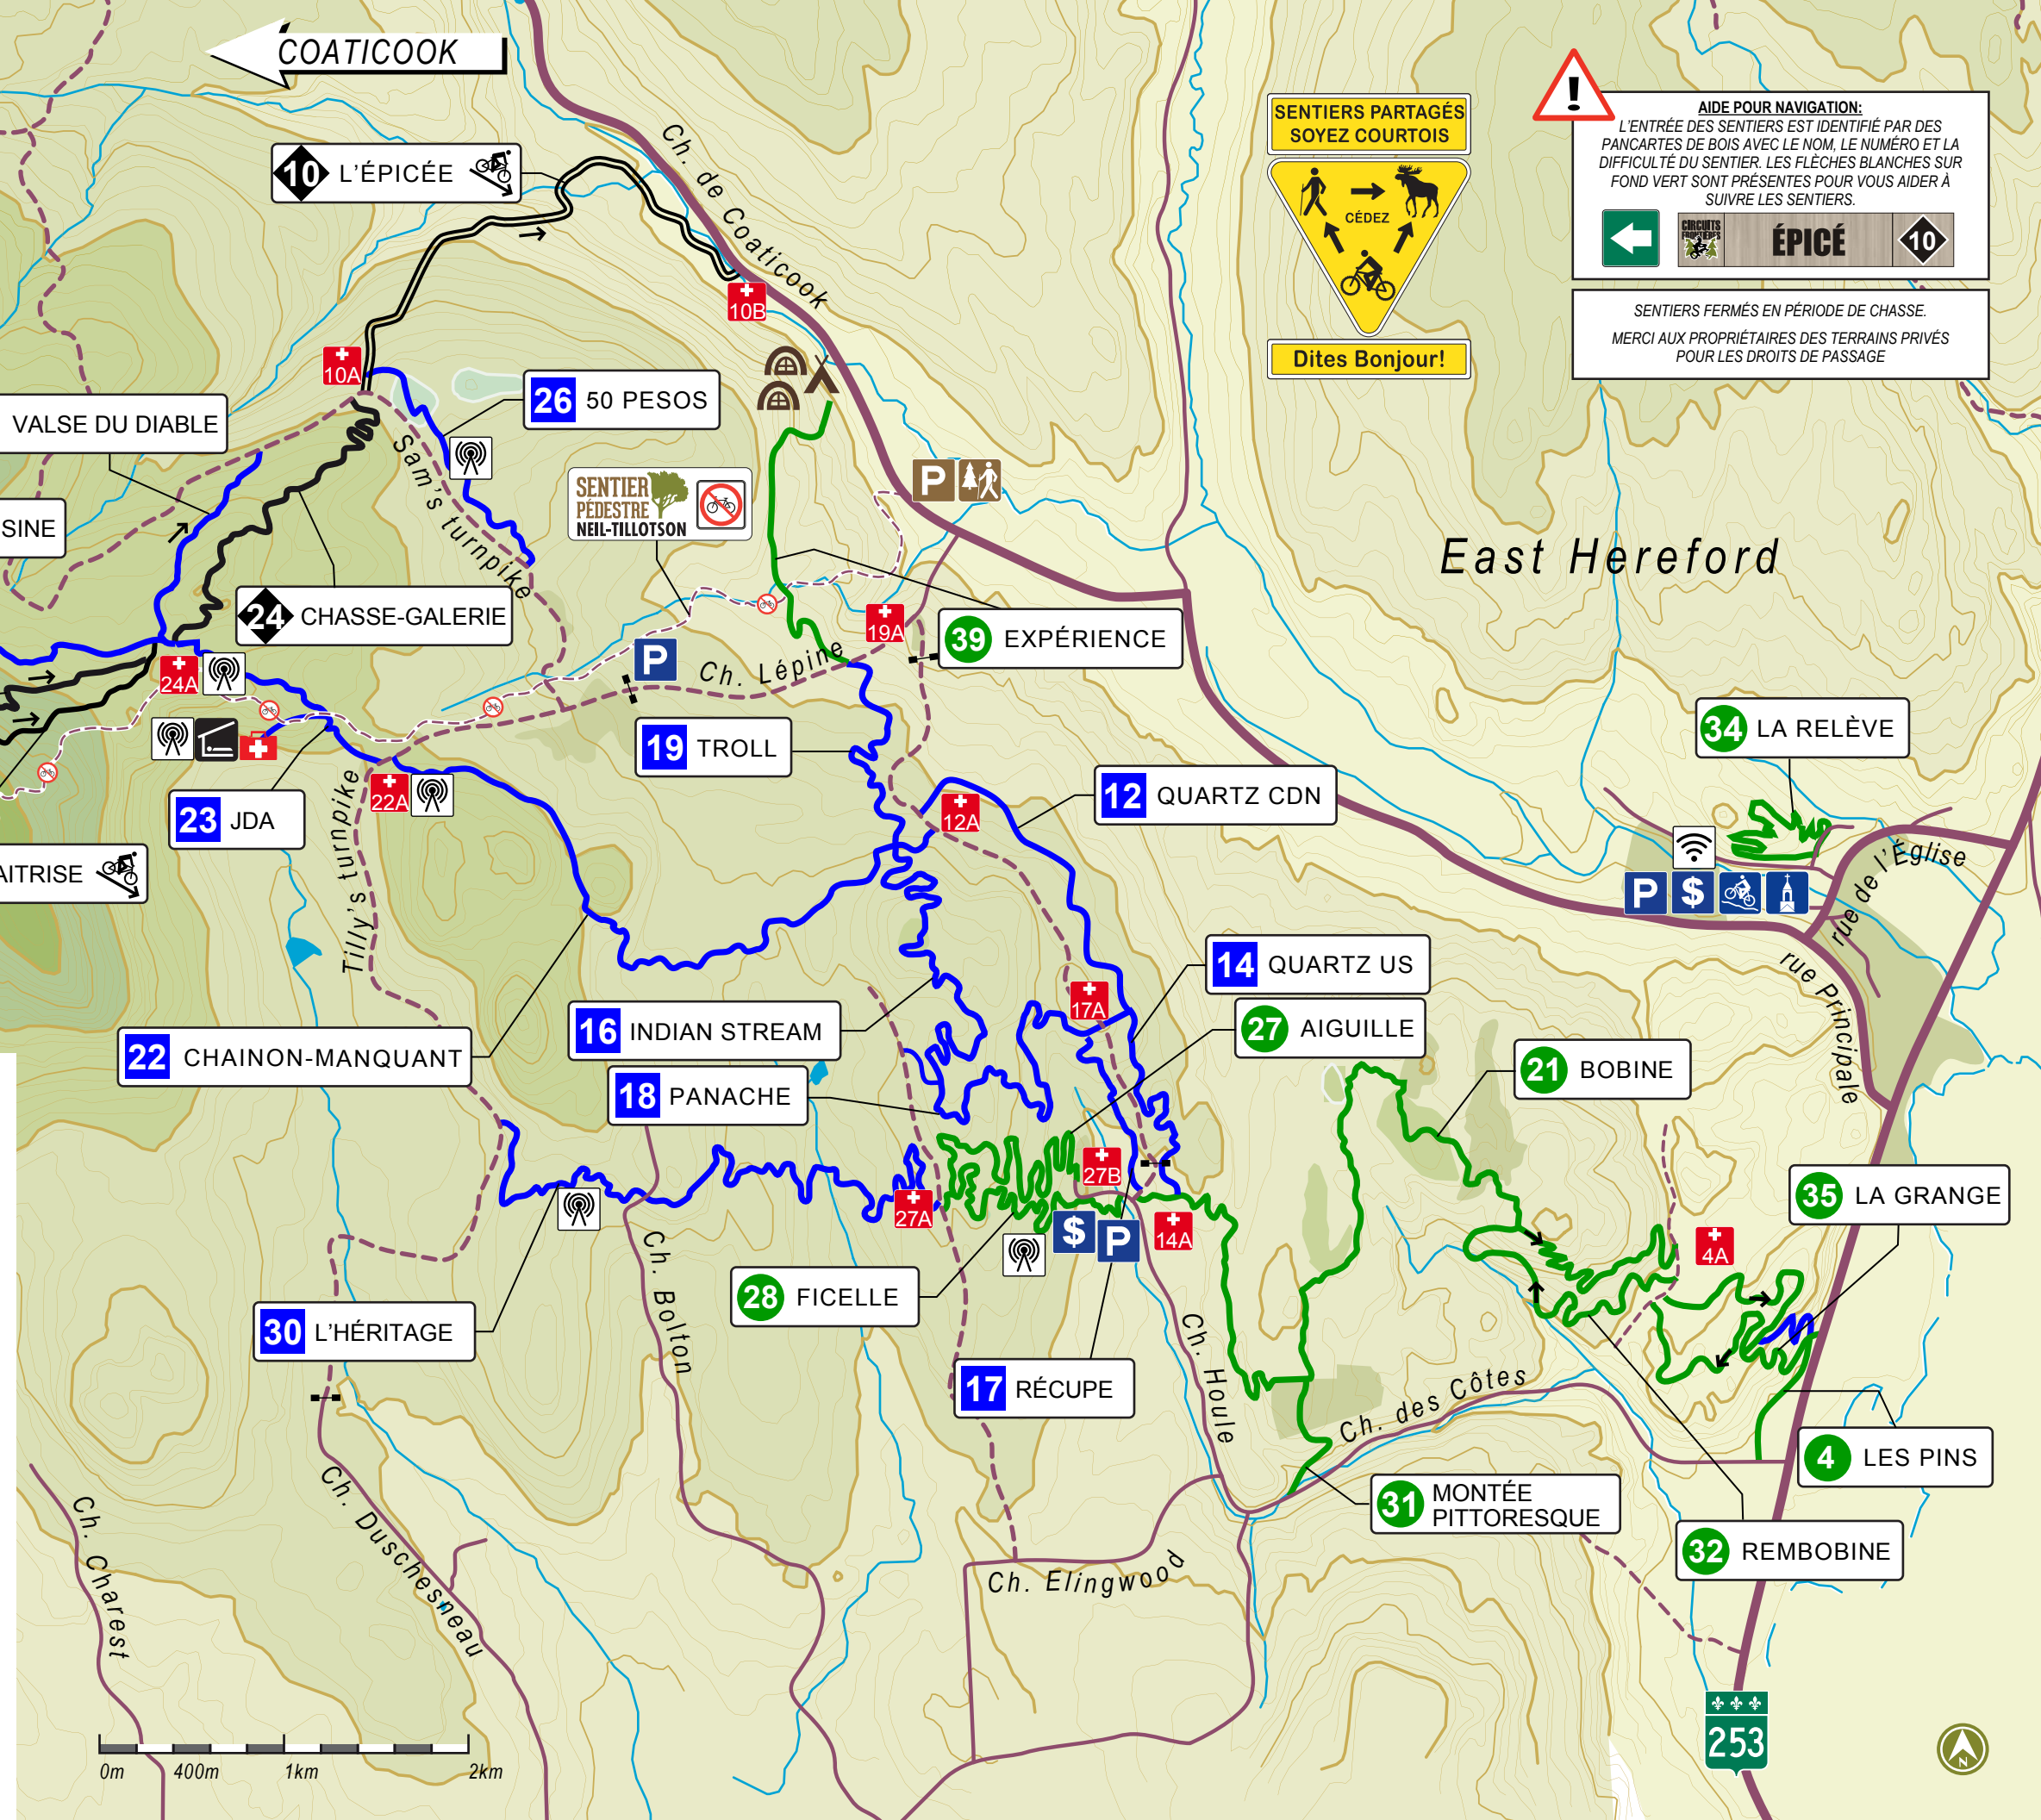 COATICOOK
10 L'ÉPICÉE
Ch. de Coaticook
SENTIERS PARTAGÉS
SOYEZ COURTOIS
CÉDEZ
Dites Bonjour!
!
AIDE POUR NAVIGATION:
L'ENTRÉE DES SENTIERS EST IDENTIFIÉ PAR DES
PANCARTES DE BOIS AVEC LE NOM, LE NUMÉRO ET LA
DIFFICULTÉ DU SENTIER. LES FLÈCHES BLANCHES SUR
FOND VERT SONT PRÉSENTES POUR VOUS AIDER À
SUIVRE LES SENTIERS.
CIRCUITS
FRONTIÈRES
ÉPICÉ
10
SENTIERS FERMÉS EN PÉRIODE DE CHASSE.
MERCI AUX PROPRIÉTAIRES DES TERRAINS PRIVÉS
POUR LES DROITS DE PASSAGE
10B
10A
26 50 PESOS
VALSE DU DIABLE
Sam's turnpike
SENTIER
PÉDESTRE
NEIL-TILLOTSON
P
SINE
East Hereford
24 CHASSE-GALERIE
19A
39 EXPÉRIENCE
P
Ch. Lépine
24A
19 TROLL
34 LA RELÈVE
22A
12A
12 QUARTZ CDN
23 JDA
Tilly's turnpike
AITRISE
rue de l'Église
P $
rue Principale
14 QUARTZ US
17A
16 INDIAN STREAM
27 AIGUILLE
22 CHAINON-MANQUANT
21 BOBINE
18 PANACHE
27B
27A
35 LA GRANGE
$ P
14A
4A
Ch. Bolton
28 FICELLE
30 L'HÉRITAGE
Ch. Houle
17 RÉCUPE
Ch. des Côtes
4 LES PINS
31 MONTÉE
PITTORESQUE
Ch. Duschesneau
Ch. Charest
32 REMBOBINE
Ch. Elingwood
253
0m 400m 1km 2km
N